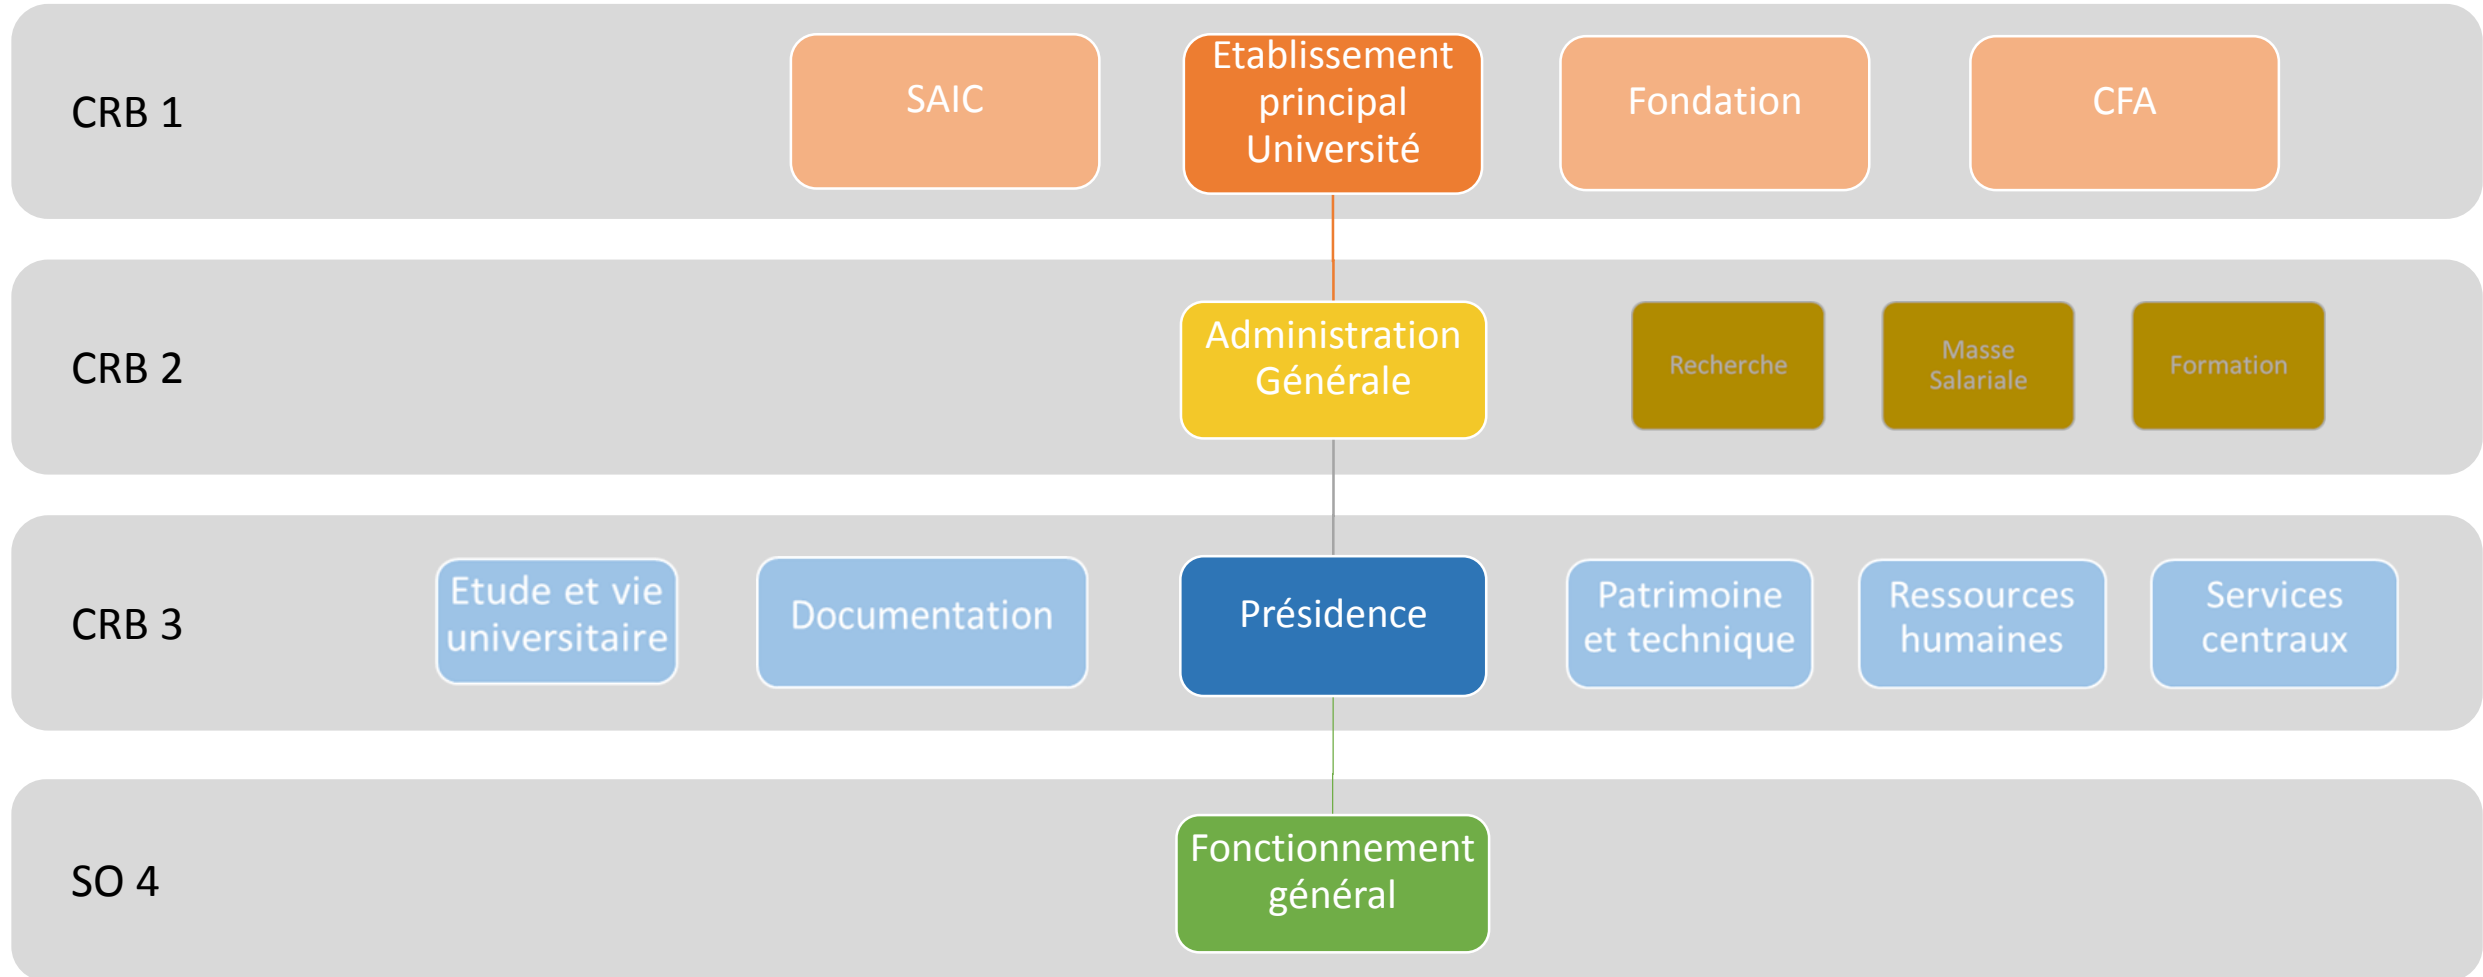 CRB 1
SAIC
Etablissement
principal
Université
Fondation
CFA
CRB 2
Administration
Générale
Recherche
Masse
Salariale
Formation
CRB 3
Etude et vie
universitaire
Documentation
Présidence
Patrimoine
et technique
Ressources
humaines
Services
centraux
SO 4
Fonctionnement
général